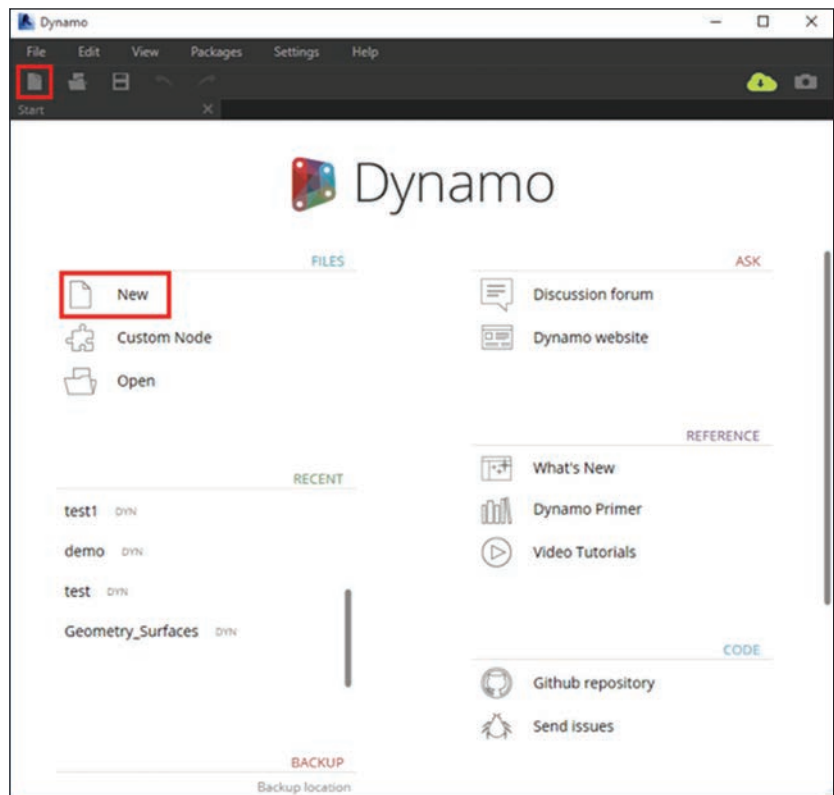 Dynamo
File Edit View Packages Settings Help
Start
Dynamo
FILES
New
Custom Node
Open
RECENT
test1 DYN
demo DYN
test DYN
Geometry_Surfaces DYN
BACKUP
Backup location
ASK
Discussion forum
Dynamo website
REFERENCE
What's New
Dynamo Primer
Video Tutorials
CODE
Github repository
Send issues